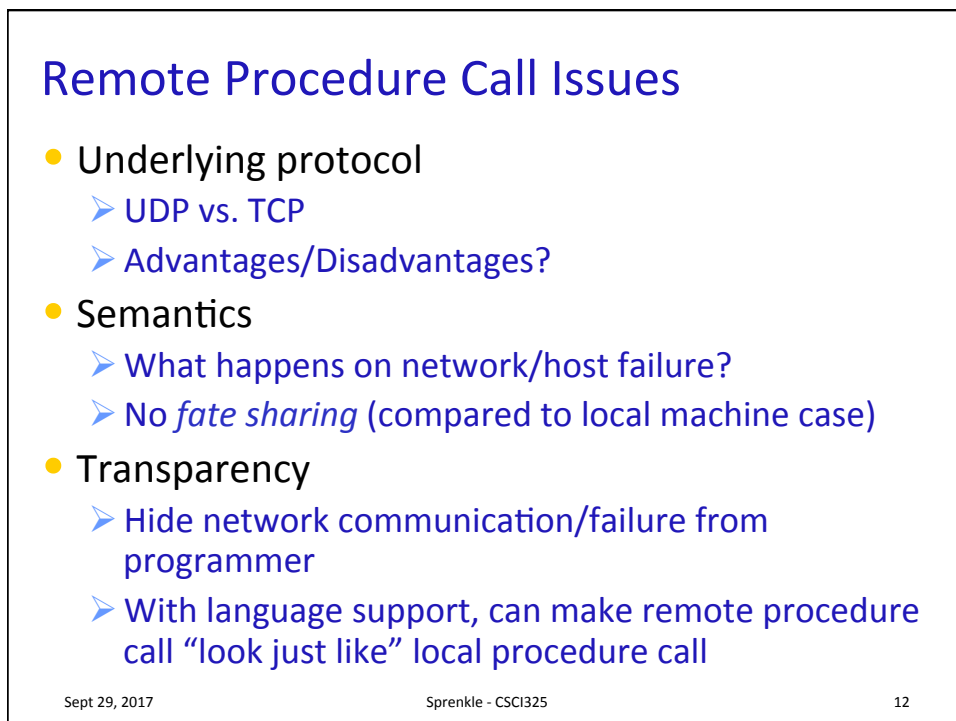 Remote Procedure Call Issues
• Underlying protocol
➢ UDP vs. TCP
➢ Advantages/Disadvantages?
• Semantics
➢ What happens on network/host failure?
➢ No fate sharing (compared to local machine case)
• Transparency
➢ Hide network communication/failure from
programmer
➢ With language support, can make remote procedure
call “look just like” local procedure call
Sept 29, 2017 Sprenkle - CSCI325 12